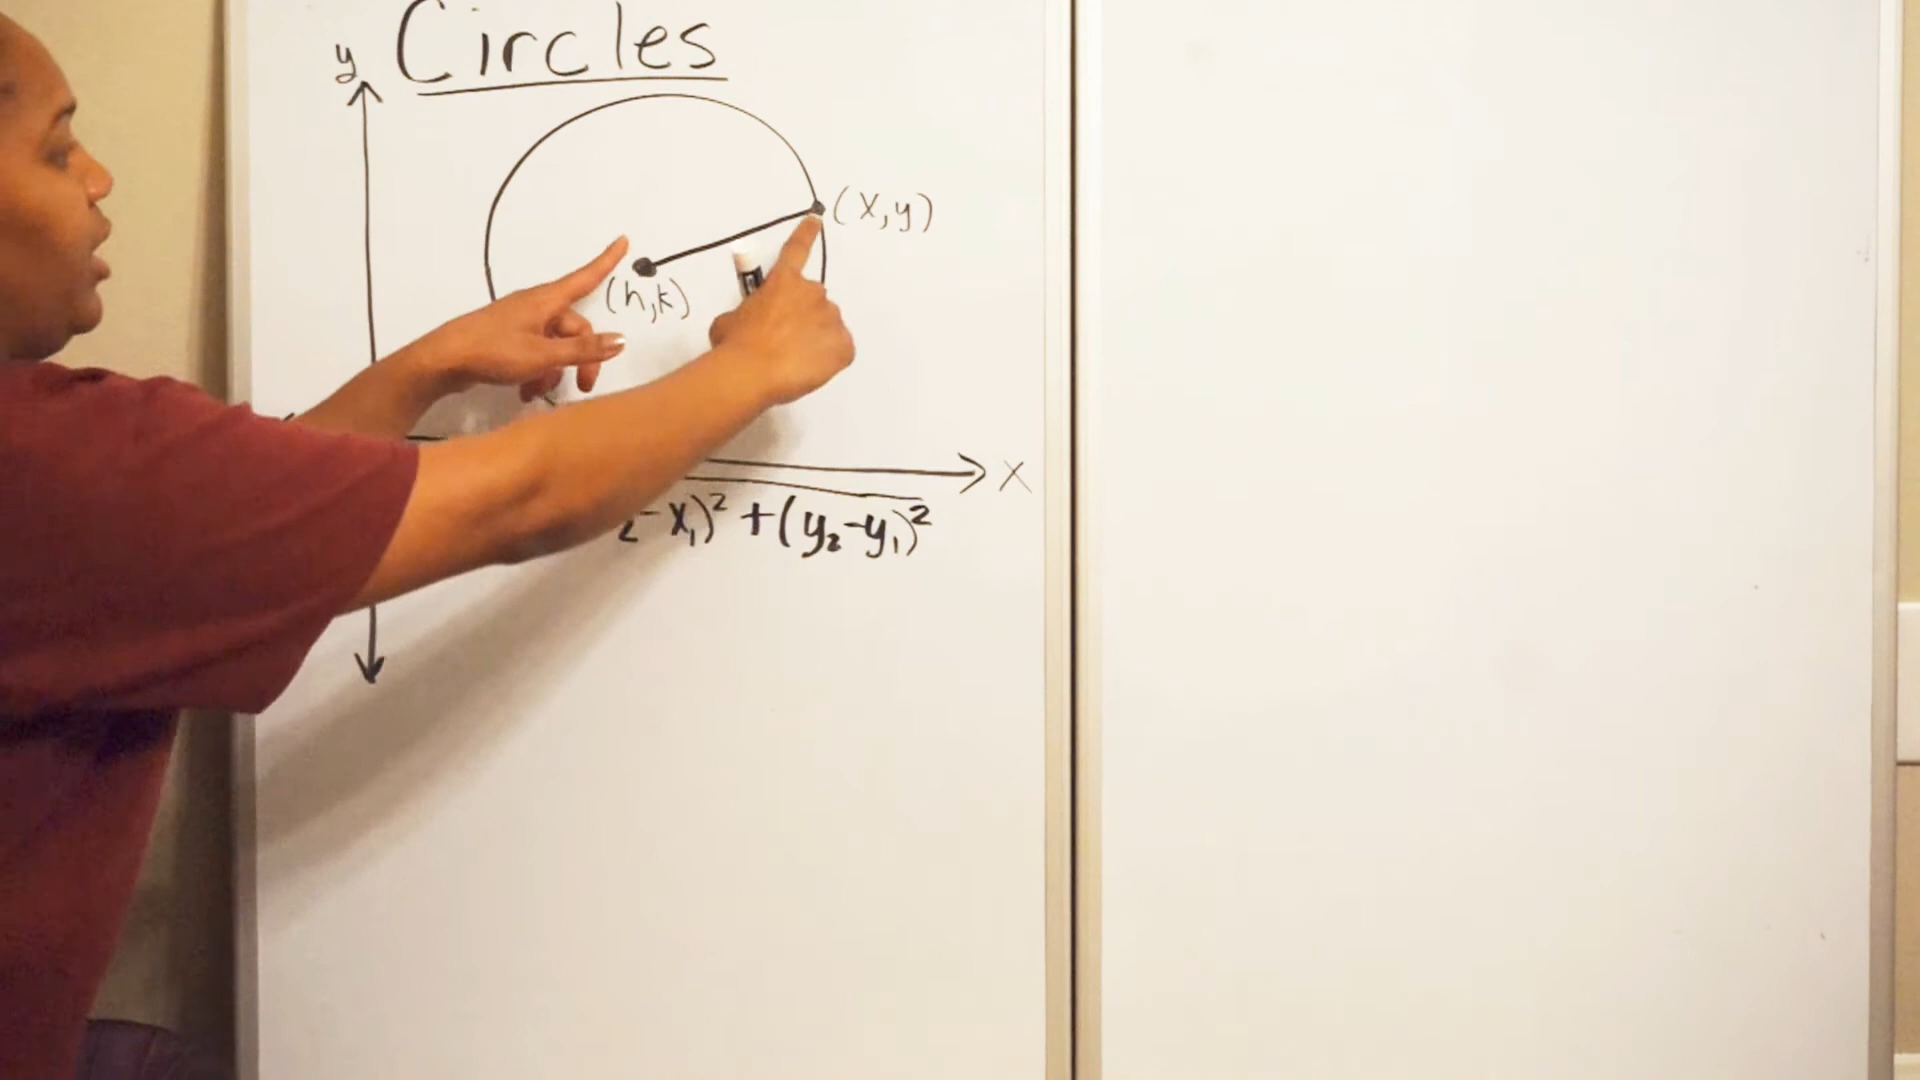 Circles
y
(x,y)
(h,k)
x
2-x₁)² + (y₂-y₁)²